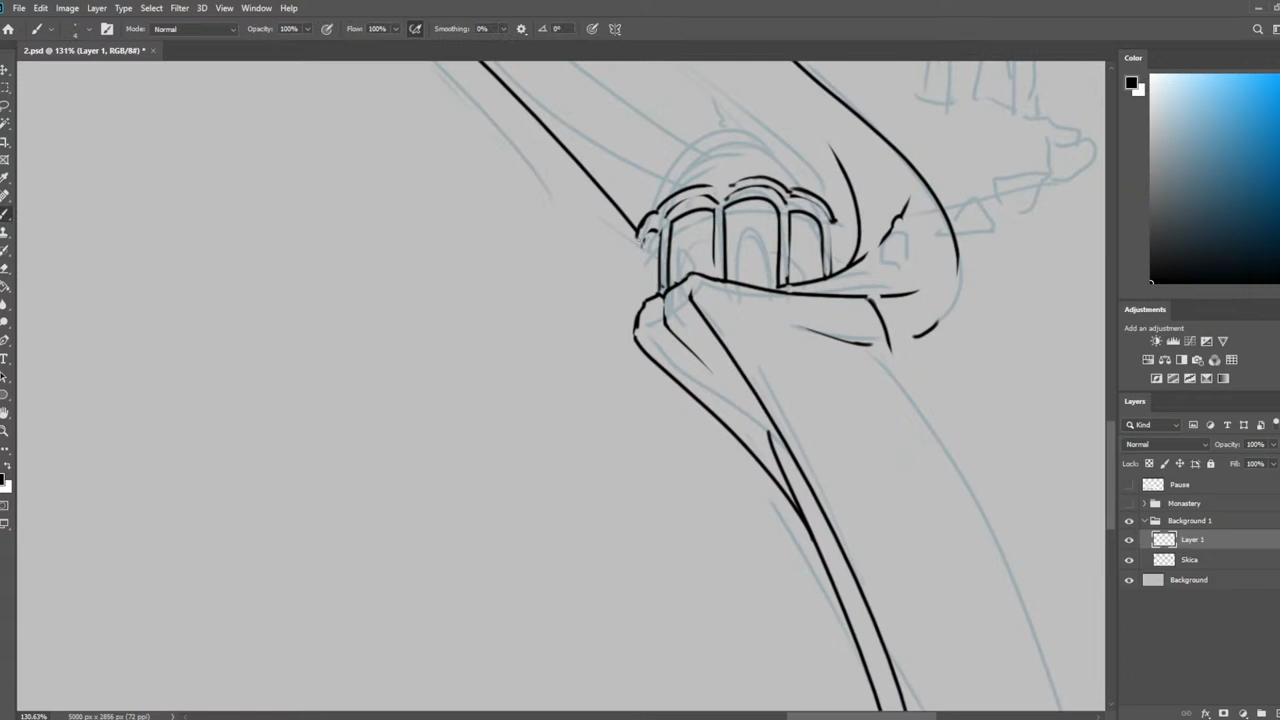 File Edit Image Layer Type Select Filter 3D View Window Help
4 Mode: Normal Opacity: 100% Flow: 100% Smoothing: 0% 0°
2.psd @ 131% (Layer 1, RGB/8#) * ×
Color
Adjustments
Add an adjustment
Layers
Kind
Normal Opacity: 100%
Lock: Fill: 100%
Pause
Monastery
Background 1
Layer 1
Skica
Background
130.63% 5000 px x 2856 px (72 ppi)